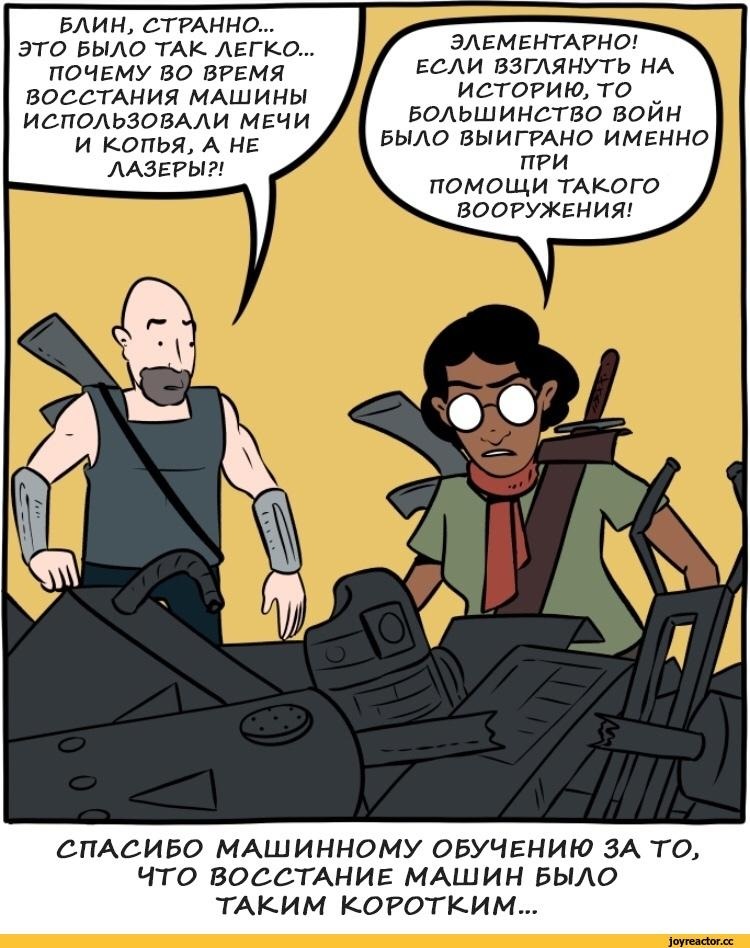 БЛИН, СТРАННО...
ЭТО БЫЛО ТАК ЛЕГКО...
ПОЧЕМУ ВО ВРЕМЯ
ВОССТАНИЯ МАШИНЫ
ИСПОЛЬЗОВАЛИ МЕЧИ
И КОПЬЯ, А НЕ
ЛАЗЕРЫ?!
ЭЛЕМЕНТАРНО!
ЕСЛИ ВЗГЛЯНУТЬ НА
ИСТОРИЮ, ТО
БОЛЬШИНСТВО ВОЙН
БЫЛО ВЫИГРАНО ИМЕННО
ПРИ
ПОМОЩИ ТАКОГО
ВООРУЖЕНИЯ!
СПАСИБО МАШИННОМУ ОБУЧЕНИЮ ЗА ТО,
ЧТО ВОССТАНИЕ МАШИН БЫЛО
ТАКИМ КОРОТКИМ...
joyreactor.cc